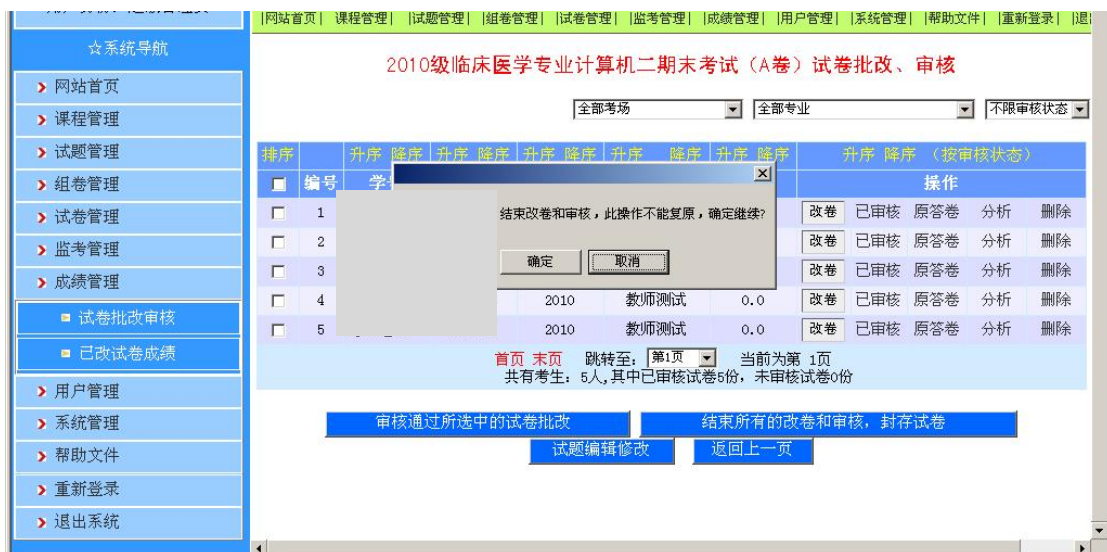 |网站首页| 课程管理| |试题管理| |组卷管理| |试卷管理| |监考管理| |成绩管理| |用户管理| |系统管理| |帮助文件| |重新登录|
☆系统导航
网站首页
课程管理
试题管理
组卷管理
试卷管理
监考管理
成绩管理
试卷批改审核
已改试卷成绩
用户管理
系统管理
帮助文件
重新登录
退出系统
2010级临床医学专业计算机二期末考试（A卷）试卷批改、审核
全部考场 全部专业 不限审核状态
排序 升序 降序 升序 降序 升序 降序 升序 降序 升序 降序 升序 降序 （按审核状态）
编号 操作
1 改卷 已审核 原答卷 分析 删除
2 改卷 已审核 原答卷 分析 删除
3 改卷 已审核 原答卷 分析 删除
4 2010 教师测试 0.0 改卷 已审核 原答卷 分析 删除
5 2010 教师测试 0.0 改卷 已审核 原答卷 分析 删除
结束改卷和审核，此操作不能复原，确定继续?
确定 取消
首页 末页 跳转至: 第1页 当前为第 1页
共有考生: 5人,其中已审核试卷5份, 未审核试卷0份
审核通过所选中的试卷批改 结束所有的改卷和审核, 封存试卷
试题编辑修改 返回上一页